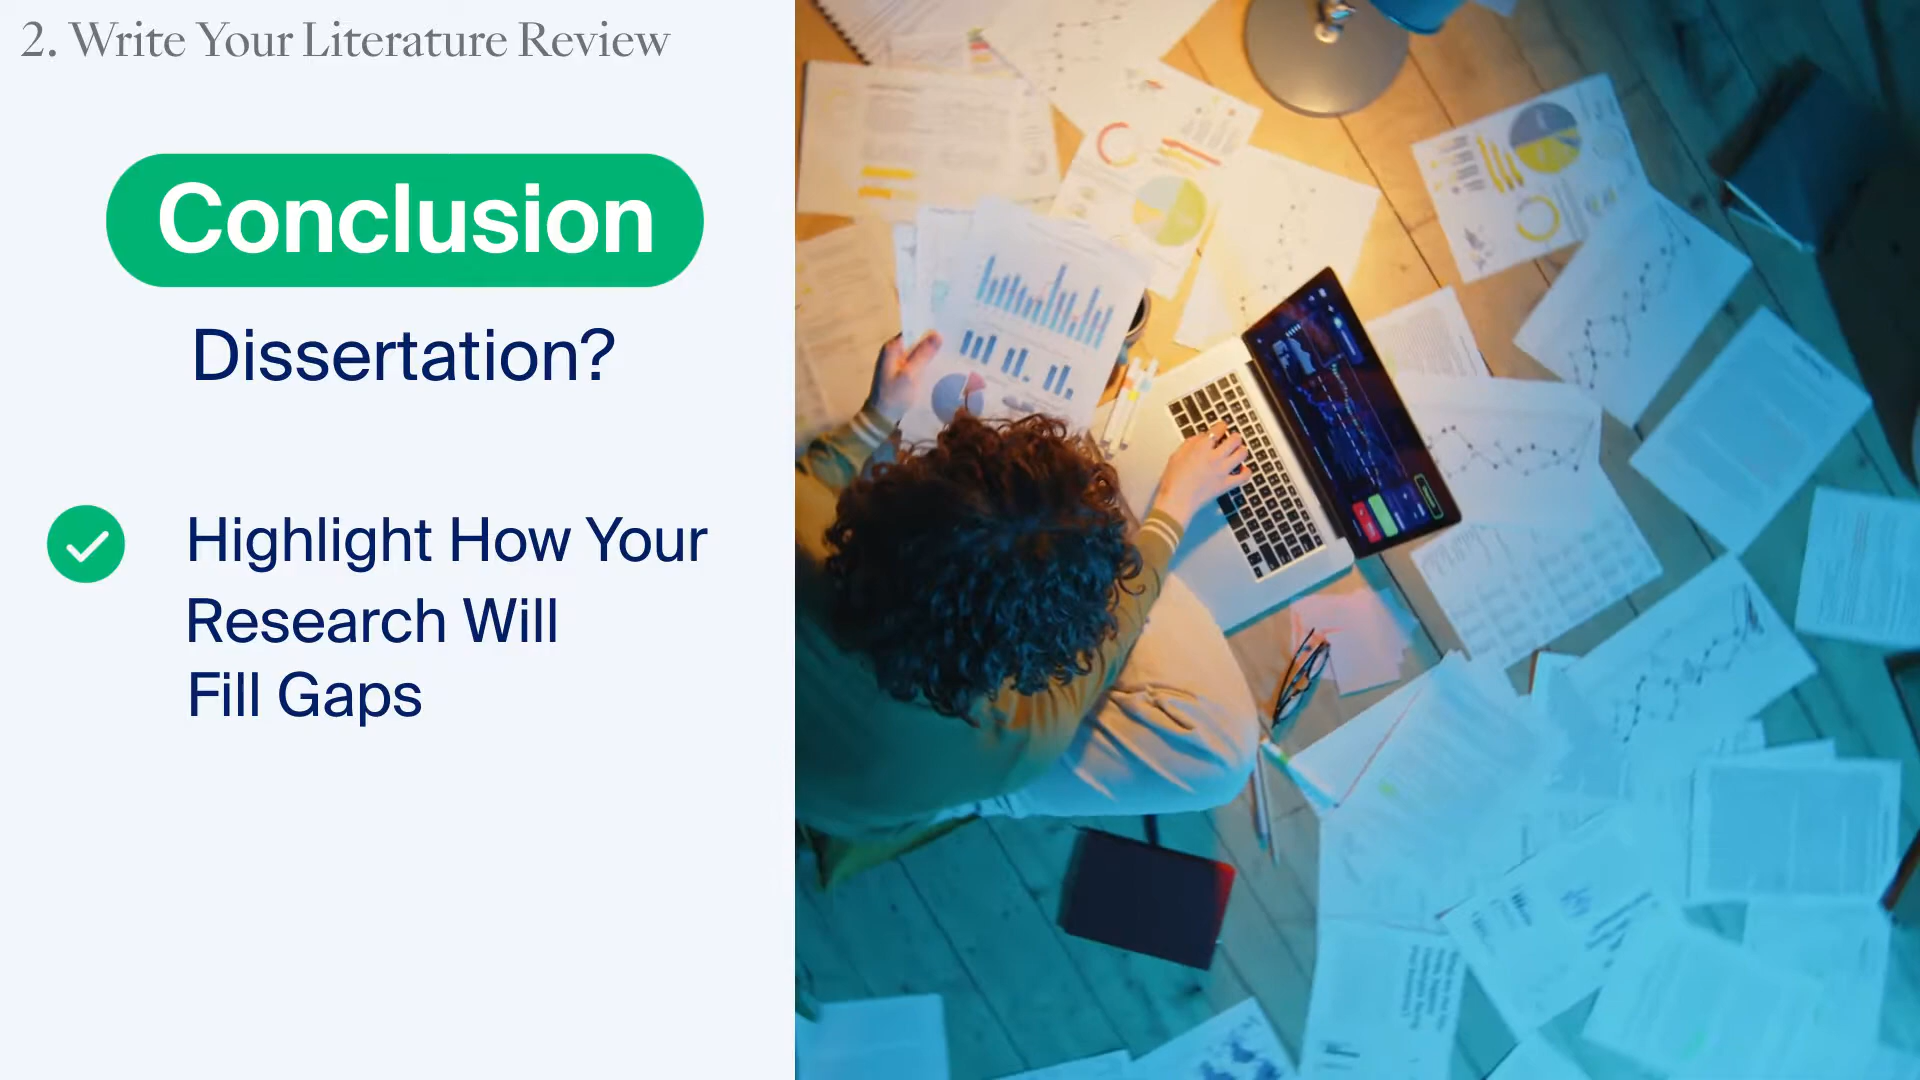 2. Write Your Literature Review
Conclusion
Dissertation?
Highlight How Your
Research Will
Fill Gaps